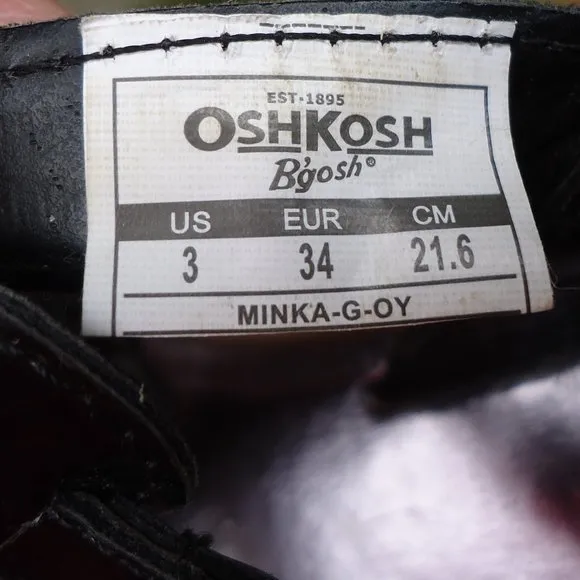 EST·1895
OSHKOSH
B'gosh®
US EUR CM
3 34 21.6
MINKA-G-OY